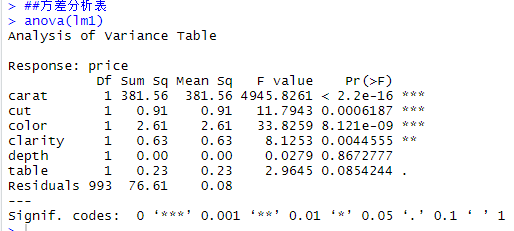 > ##方差分析表
> anova(lm1)
Analysis of Variance Table

Response: price
           Df Sum Sq Mean Sq   F value    Pr(>F)    
carat       1 381.56  381.56 4945.8261 < 2.2e-16 ***
cut         1   0.91    0.91   11.7943 0.0006187 ***
color       1   2.61    2.61   33.8259 8.121e-09 ***
clarity     1   0.63    0.63    8.1253 0.0044555 **
depth       1   0.00    0.00    0.0279 0.8672777
table       1   0.23    0.23    2.9645 0.0854244 .
Residuals 993  76.61    0.08
---
Signif. codes:  0 ‘***’ 0.001 ‘**’ 0.01 ‘*’ 0.05 ‘.’ 0.1 ‘ ’ 1
>